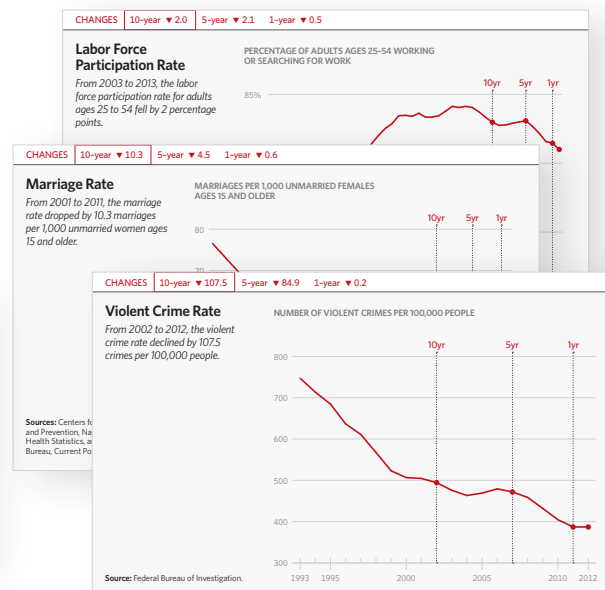 CHANGES 10-year ▼ 2.0 5-year ▼ 2.1 1-year ▼ 0.5
Labor Force
Participation Rate
From 2003 to 2013, the labor
force participation rate for adults
ages 25 to 54 fell by 2 percentage
points.
PERCENTAGE OF ADULTS AGES 25–54 WORKING
OR SEARCHING FOR WORK
10yr 5yr 1yr
85%
CHANGES 10-year ▼ 10.3 5-year ▼ 4.5 1-year ▼ 0.6
Marriage Rate
From 2001 to 2011, the marriage
rate dropped by 10.3 marriages
per 1,000 unmarried women ages
15 and older.
MARRIAGES PER 1,000 UNMARRIED FEMALES
AGES 15 AND OLDER
10yr 5yr 1yr
80
70
Sources: Centers
and Prevention,
Health Statistics,
Bureau, Current
CHANGES 10-year ▼ 107.5 5-year ▼ 84.9 1-year ▼ 0.2
Violent Crime Rate
From 2002 to 2012, the violent
crime rate declined by 107.5
crimes per 100,000 people.
NUMBER OF VIOLENT CRIMES PER 100,000 PEOPLE
10yr 5yr 1yr
800
700
600
500
400
300
1993 1995 2000 2005 2010 2012
Source: Federal Bureau of Investigation.